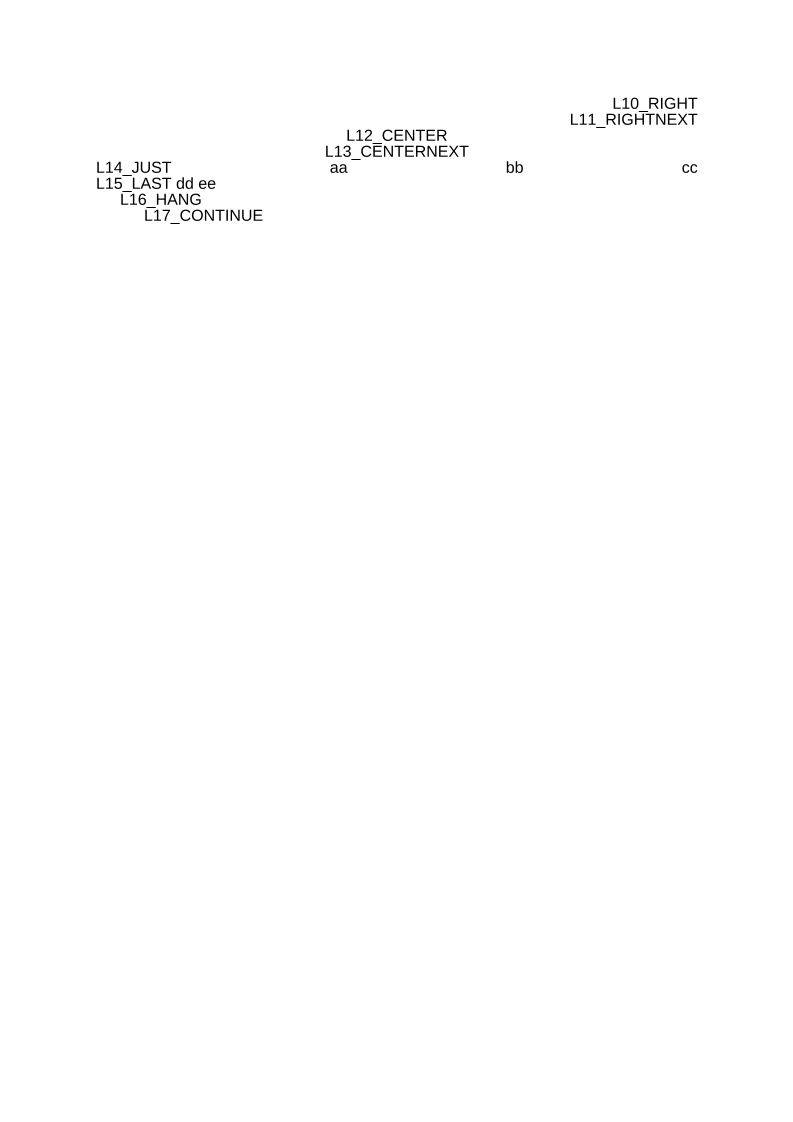 L10_RIGHT
L11_RIGHTNEXT
L12_CENTER
L13_CENTERNEXT
L14_JUST aa bb cc
L15_LAST dd ee
L16_HANG
L17_CONTINUE